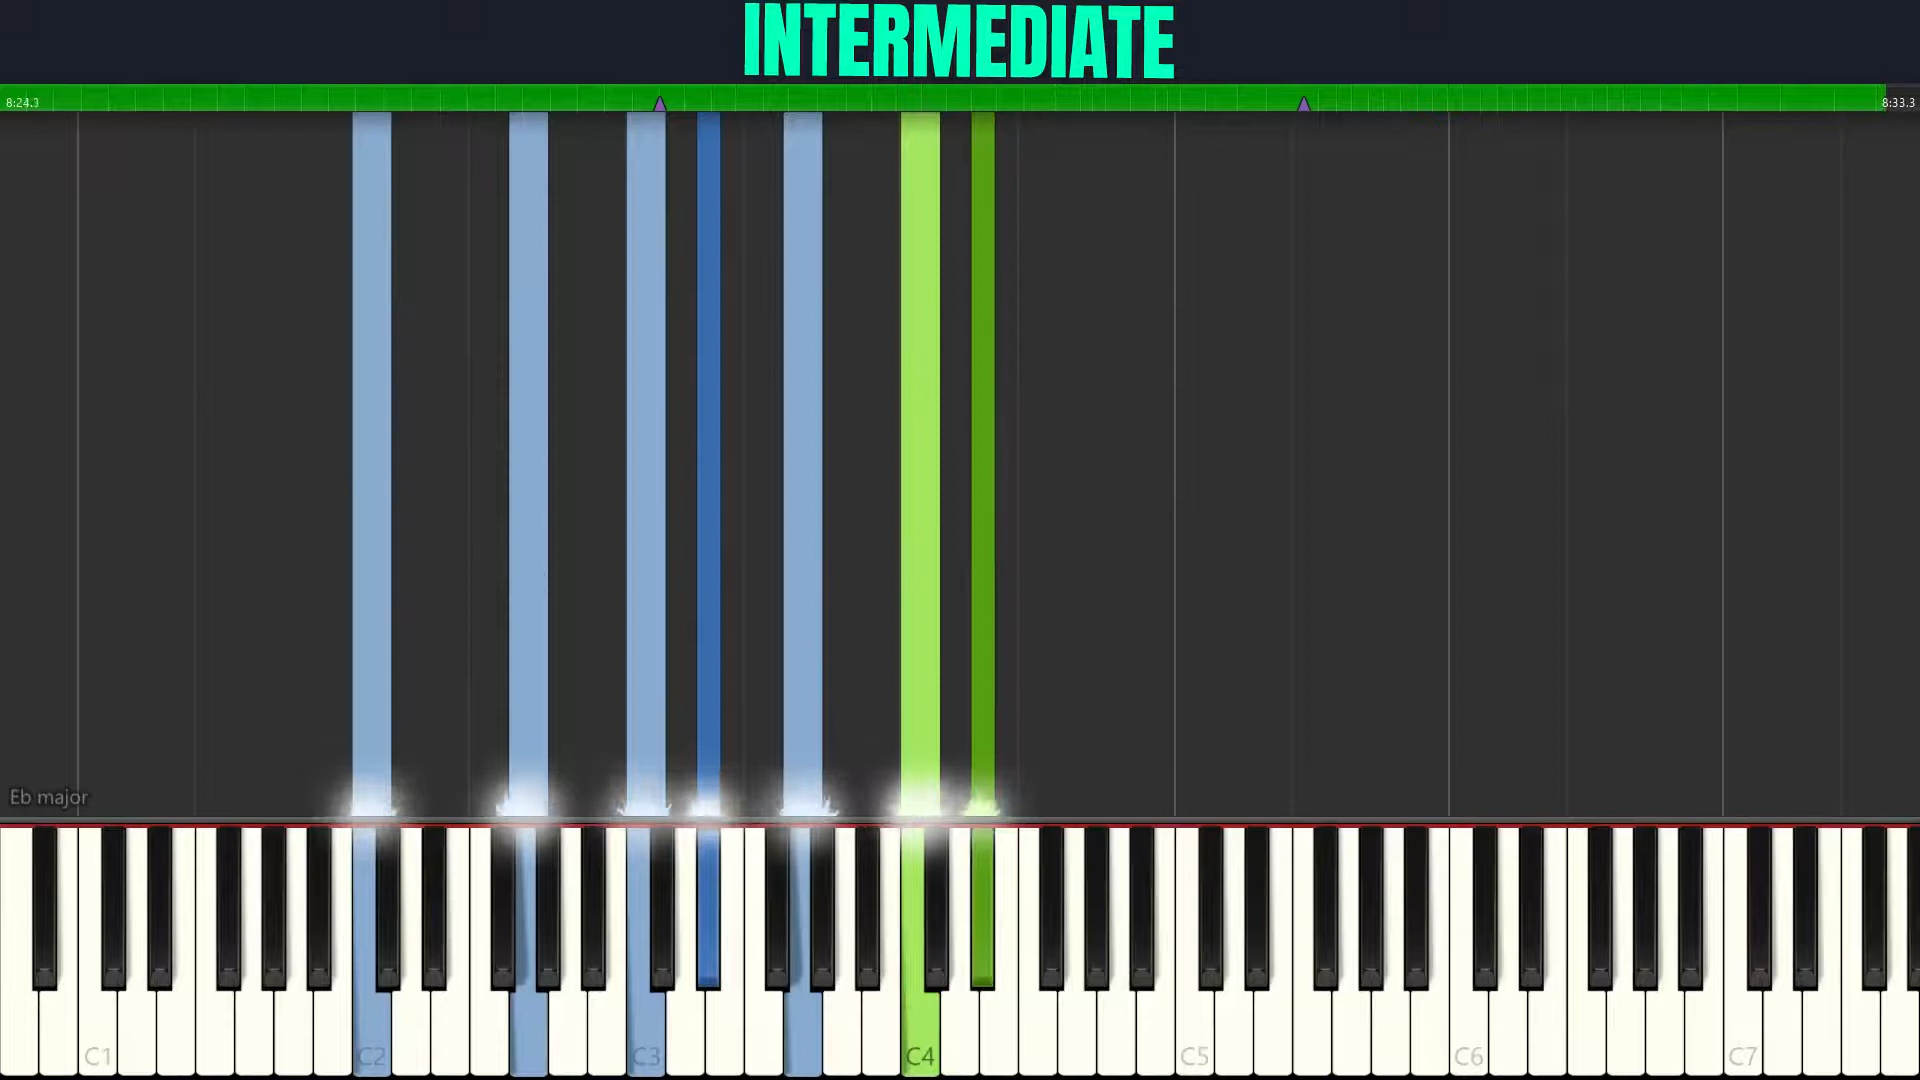 INTERMEDIATE
8:24.3
8:33.3
Eb major
C1 C2 C3 C4 C5 C6 C7